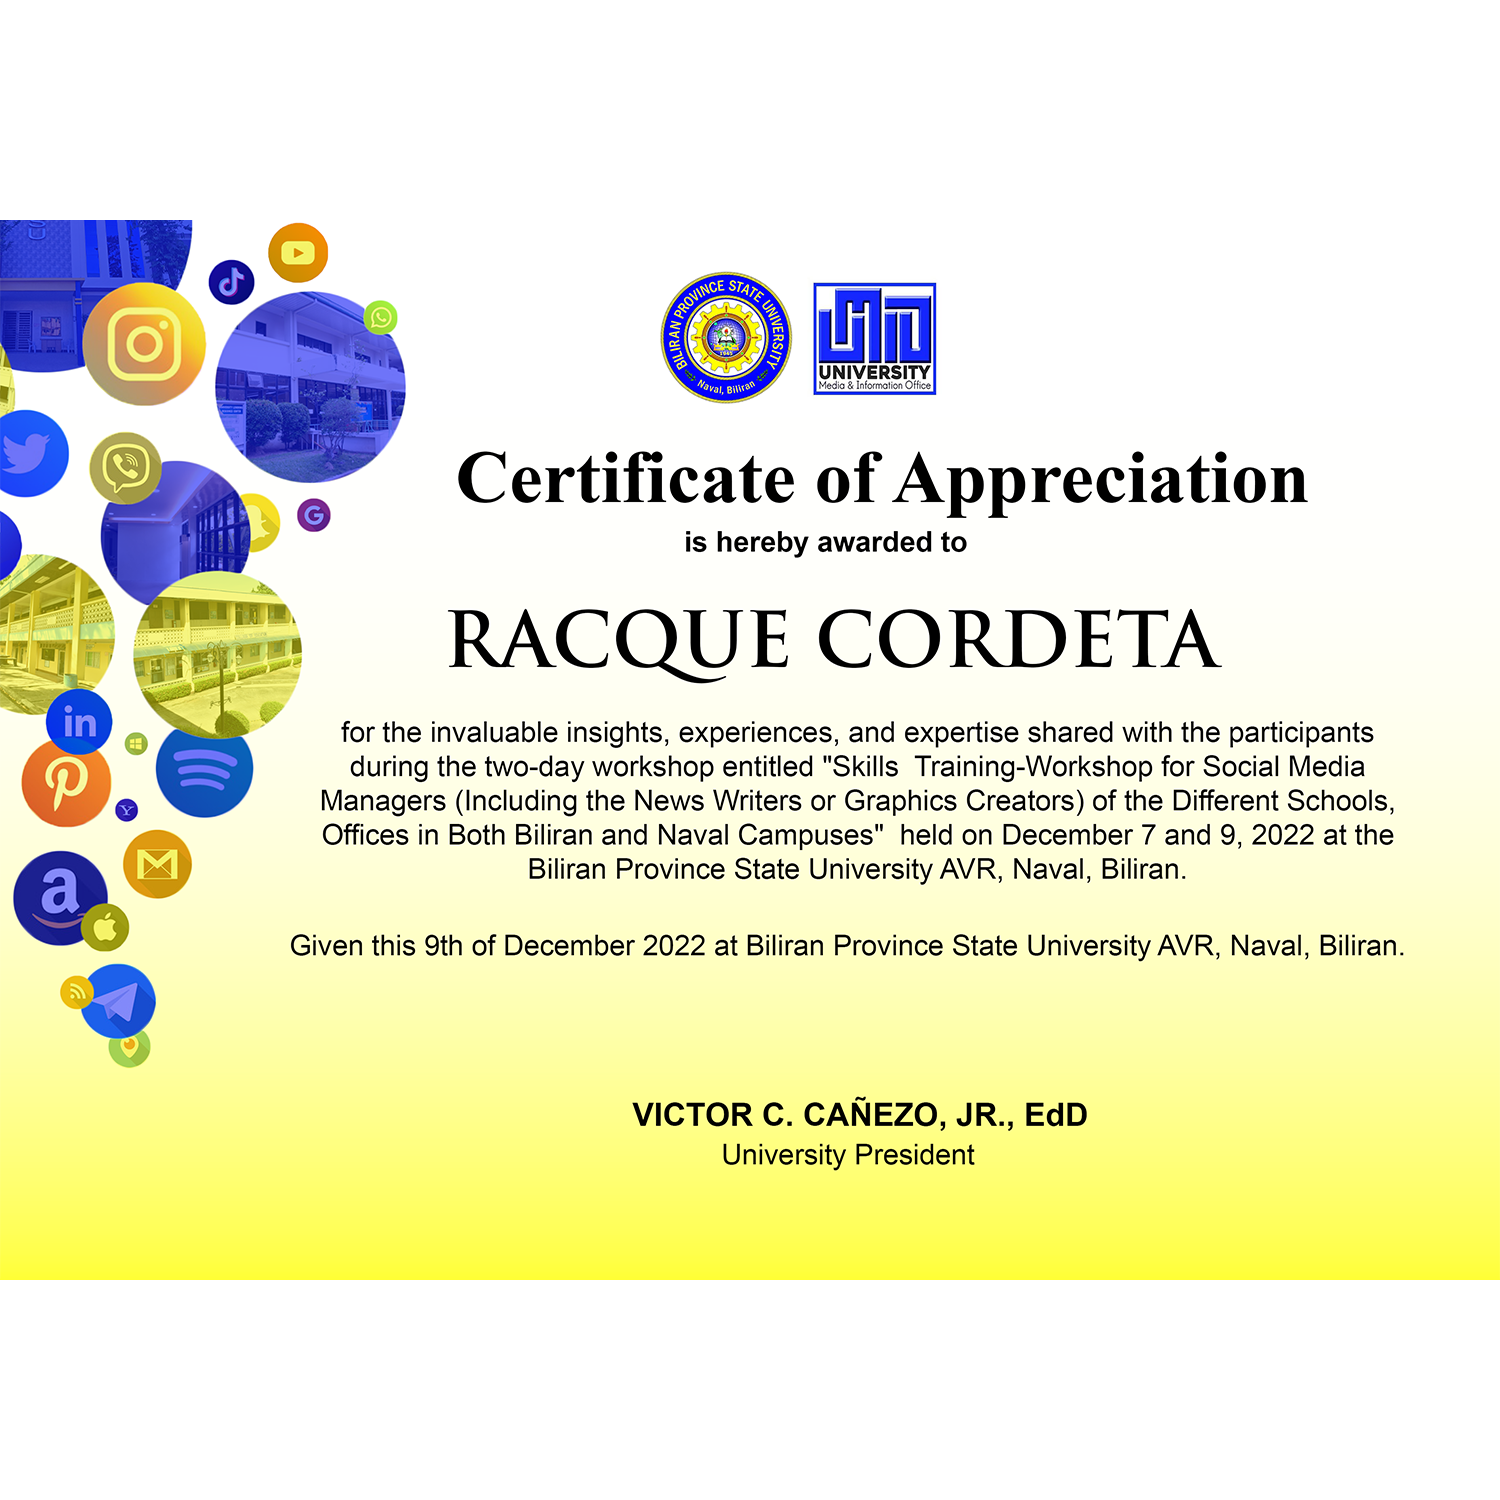 BILIRAN PROVINCE STATE UNIVERSITY
1945
Naval, Biliran
UMIO
UNIVERSITY
Media & Information Office
Certificate of Appreciation
is hereby awarded to
RACQUE CORDETA
for the invaluable insights, experiences, and expertise shared with the participants
during the two-day workshop entitled "Skills  Training-Workshop for Social Media
Managers (Including the News Writers or Graphics Creators) of the Different Schools,
Offices in Both Biliran and Naval Campuses"  held on December 7 and 9, 2022 at the
Biliran Province State University AVR, Naval, Biliran.
Given this 9th of December 2022 at Biliran Province State University AVR, Naval, Biliran.
VICTOR C. CAÑEZO, JR., EdD
University President
in
a
G
Y